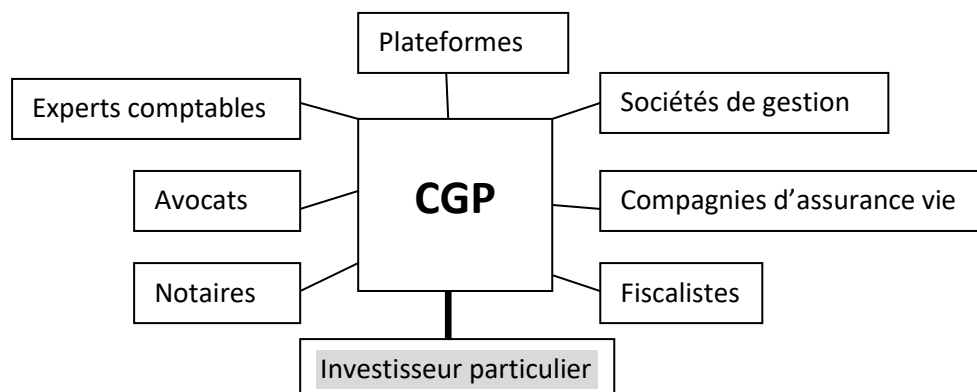 Plateformes
Experts comptables
Sociétés de gestion
CGP
Avocats
Compagnies d’assurance vie
Notaires
Fiscalistes
Investisseur particulier